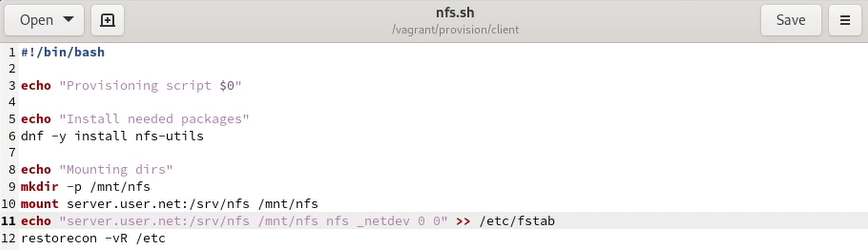 Open
nfs.sh
/vagrant/provision/client
Save
1 #!/bin/bash
2
3 echo "Provisioning script $0"
4
5 echo "Install needed packages"
6 dnf -y install nfs-utils
7
8 echo "Mounting dirs"
9 mkdir -p /mnt/nfs
10 mount server.user.net:/srv/nfs /mnt/nfs
11 echo "server.user.net:/srv/nfs /mnt/nfs nfs _netdev 0 0" >> /etc/fstab
12 restorecon -vR /etc